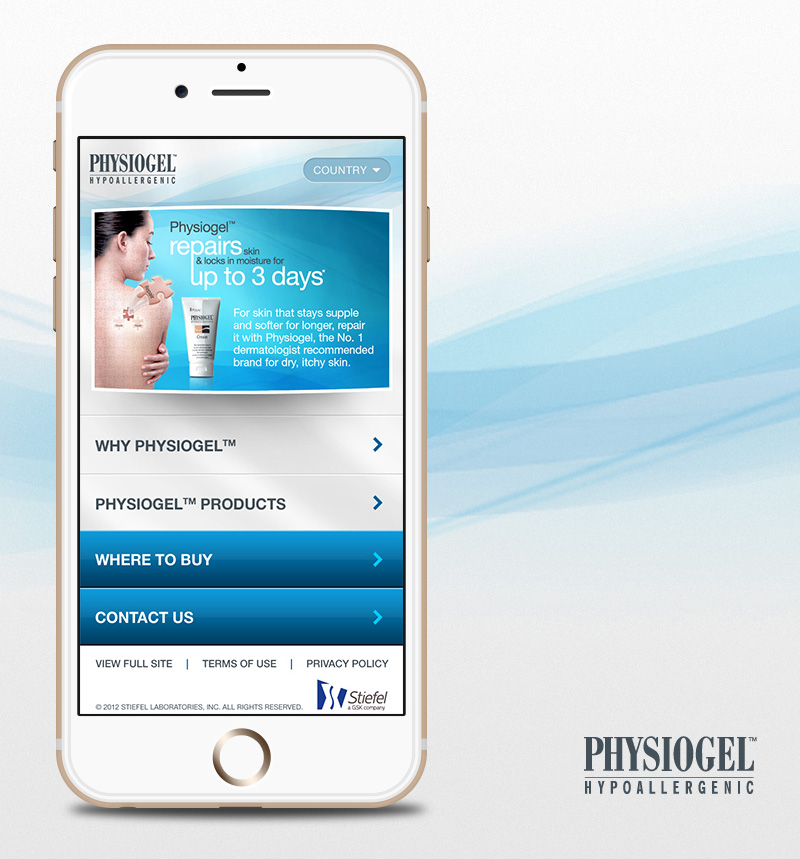 PHYSIOGEL™
HYPOALLERGENIC
COUNTRY
Physiogel™
repairs skin
& locks in moisture for
up to 3 days*
For skin that stays supple
and softer for longer, repair
it with Physiogel, the No. 1
dermatologist recommended
brand for dry, itchy skin.
PHYSIOGEL
Cream
WHY PHYSIOGEL™
PHYSIOGEL™ PRODUCTS
WHERE TO BUY
CONTACT US
VIEW FULL SITE | TERMS OF USE | PRIVACY POLICY
Stiefel
a GSK company
© 2012 STIEFEL LABORATORIES, INC. ALL RIGHTS RESERVED.
PHYSIOGEL™
HYPOALLERGENIC